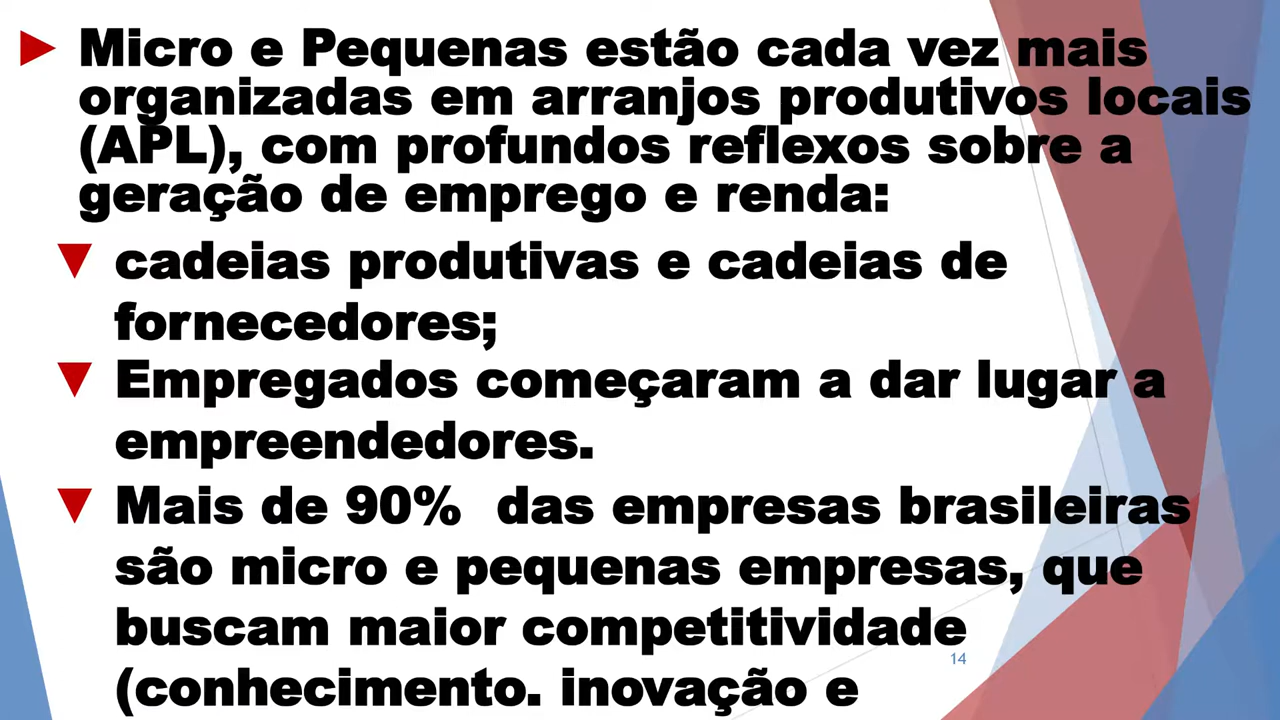 Micro e Pequenas estão cada vez mais
organizadas em arranjos produtivos locais
(APL), com profundos reflexos sobre a
geração de emprego e renda:
cadeias produtivas e cadeias de
fornecedores;
Empregados começaram a dar lugar a
empreendedores.
Mais de 90% das empresas brasileiras
são micro e pequenas empresas, que
buscam maior competitividade
14
(conhecimento. inovação e